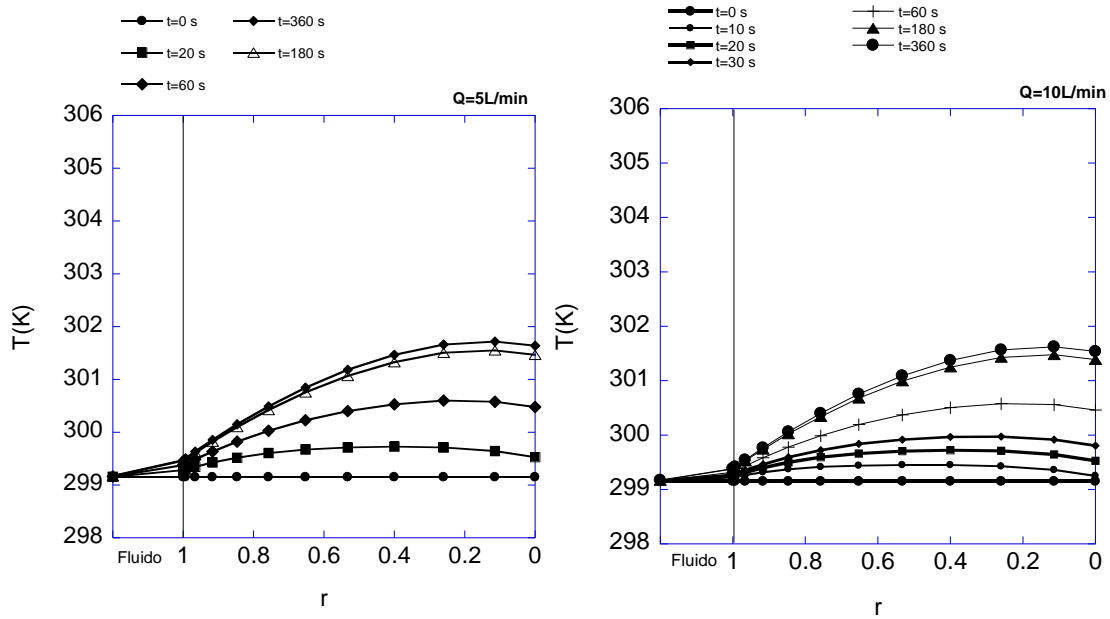 t=0 s
t=360 s
t=20 s
t=180 s
t=60 s
Q=5L/min
306
305
304
303
302
301
300
299
298
T(K)
Fluido 1 0.8 0.6 0.4 0.2 0
r
t=0 s
t=60 s
t=10 s
t=180 s
t=20 s
t=360 s
t=30 s
Q=10L/min
306
305
304
303
302
301
300
299
298
T(K)
Fluido 1 0.8 0.6 0.4 0.2 0
r